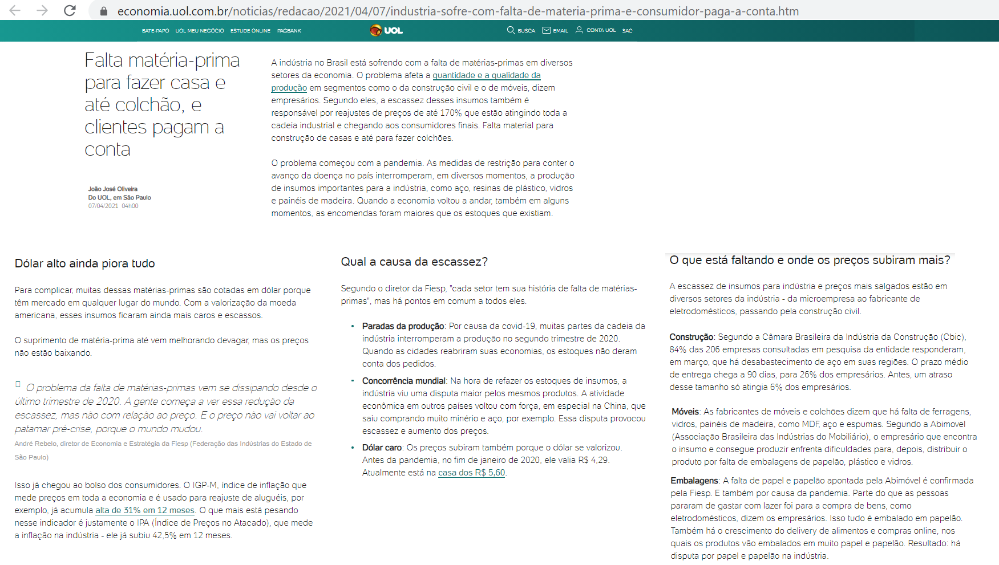 economia.uol.com.br/noticias/redacao/2021/04/07/industria-sofre-com-falta-de-materia-prima-e-consumidor-paga-a-conta.htm
BATE-PAPO UOL MEU NEGÓCIO ESTUDE ONLINE PAGBANK UOL BUSCA EMAIL CONTA UOL SAC
Falta matéria-prima
para fazer casa e
até colchão, e
clientes pagam a
conta
João José Oliveira
Do UOL, em São Paulo
07/04/2021 04h00
A indústria no Brasil está sofrendo com a falta de matérias-primas em diversos
setores da economia. O problema afeta a quantidade e a qualidade da
produção em segmentos como o da construção civil e o de móveis, dizem
empresários. Segundo eles, a escassez desses insumos também é
responsável por reajustes de preços de até 170% que estão atingindo toda a
cadeia industrial e chegando aos consumidores finais. Falta material para
construção de casas e até para fazer colchões.
O problema começou com a pandemia. As medidas de restrição para conter o
avanço da doença no país interromperam, em diversos momentos, a produção
de insumos importantes para a indústria, como aço, resinas de plástico, vidros
e painéis de madeira. Quando a economia voltou a andar, também em alguns
momentos, as encomendas foram maiores que os estoques que existiam.
Dólar alto ainda piora tudo
Para complicar, muitas dessas matérias-primas são cotadas em dólar porque
têm mercado em qualquer lugar do mundo. Com a valorização da moeda
americana, esses insumos ficaram ainda mais caros e escassos.
O suprimento de matéria-prima até vem melhorando devagar, mas os preços
não estão baixando.
O problema da falta de matérias-primas vem se dissipando desde o
último trimestre de 2020. A gente começa a ver essa redução da
escassez, mas não com relação ao preço. E o preço não vai voltar ao
patamar pré-crise, porque o mundo mudou.
André Rebelo, diretor de Economia e Estratégia da Fiesp (Federação das Indústrias do Estado de
São Paulo)
Isso já chegou ao bolso dos consumidores. O IGP-M, índice de inflação que
mede preços em toda a economia e é usado para reajuste de aluguéis, por
exemplo, já acumula alta de 31% em 12 meses. O que mais está pesando
nesse indicador é justamente o IPA (Índice de Preços no Atacado), que mede
a inflação na indústria - ele já subiu 42,5% em 12 meses.
Qual a causa da escassez?
Segundo o diretor da Fiesp, "cada setor tem sua história de falta de matérias-
primas", mas há pontos em comum a todos eles.
• Paradas da produção: Por causa da covid-19, muitas partes da cadeia da
indústria interromperam a produção no segundo trimestre de 2020.
Quando as cidades reabriram suas economias, os estoques não deram
conta dos pedidos.
• Concorrência mundial: Na hora de refazer os estoques de insumos, a
indústria viu uma disputa maior pelos mesmos produtos. A atividade
econômica em outros países voltou com força, em especial na China, que
saiu comprando muito minério e aço, por exemplo. Essa disputa provocou
escassez e aumento dos preços.
• Dólar caro: Os preços subiram também porque o dólar se valorizou.
Antes da pandemia, no fim de janeiro de 2020, ele valia R$ 4,29.
Atualmente está na casa dos R$ 5,60.
O que está faltando e onde os preços subiram mais?
A escassez de insumos para indústria e preços mais salgados estão em
diversos setores da indústria - da microempresa ao fabricante de
eletrodomésticos, passando pela construção civil.
Construção: Segundo a Câmara Brasileira da Indústria da Construção (Cbic),
84% das 206 empresas consultadas em pesquisa da entidade responderam,
em março, que há desabastecimento de aço em suas regiões. O prazo médio
de entrega chega a 90 dias, para 26% dos empresários. Antes, um atraso
desse tamanho só atingia 6% dos empresários.
Móveis: As fabricantes de móveis e colchões dizem que há falta de ferragens,
vidros, painéis de madeira, como MDF, aço e espumas. Segundo a Abimovel
(Associação Brasileira das Indústrias do Mobiliário), o empresário que encontra
o insumo e consegue produzir enfrenta dificuldades para, depois, distribuir o
produto por falta de embalagens de papelão, plástico e vidros.
Embalagens: A falta de papel e papelão apontada pela Abimóvel é confirmada
pela Fiesp. E também por causa da pandemia. Parte do que as pessoas
pararam de gastar com lazer foi para a compra de bens, como
eletrodomésticos, dizem os empresários. Isso tudo é embalado em papelão.
Também há o crescimento do delivery de alimentos e compras online, nos
quais os produtos vão embalados em muito papel e papelão. Resultado: há
disputa por papel e papelão na indústria.